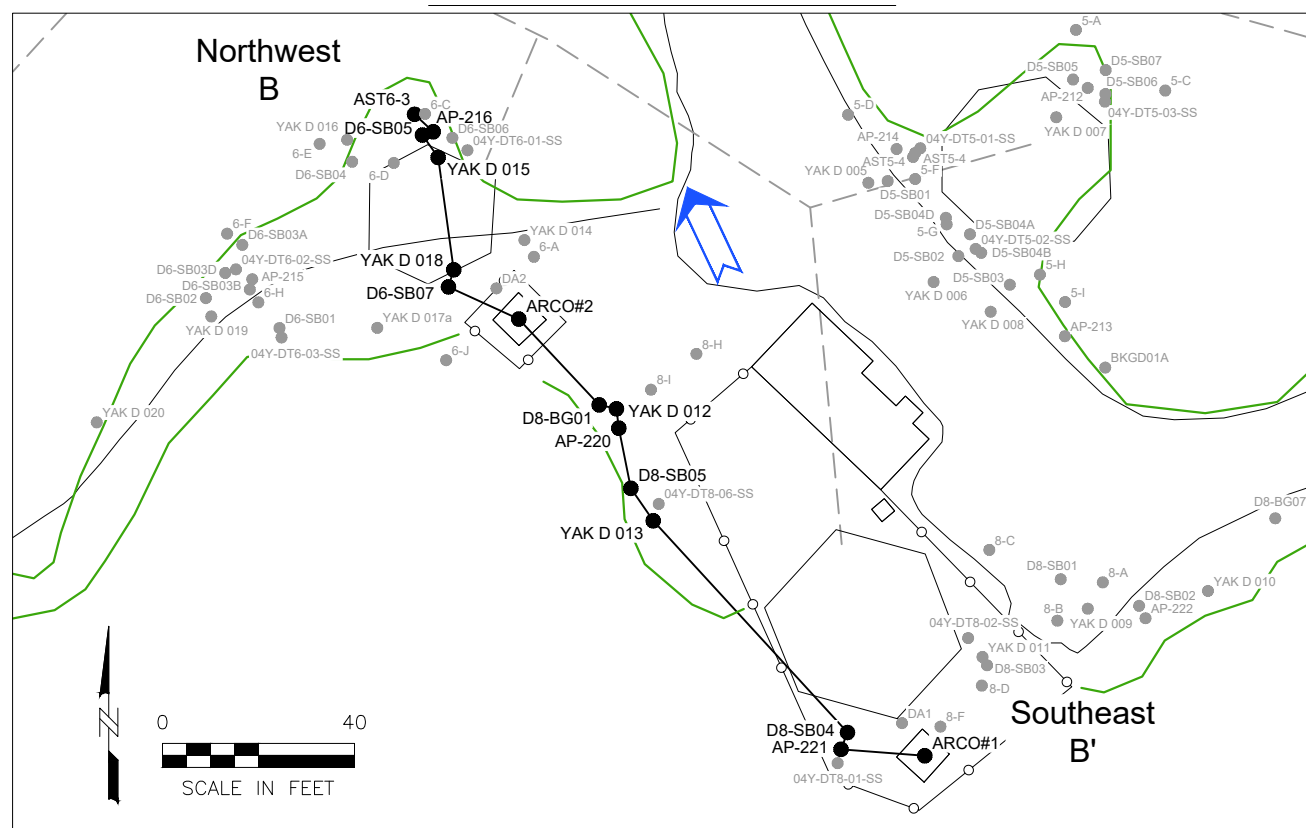 5-A
Northwest
B
D5-SB07
D5-SB05
D5-SB06
5-C
AST6-3
6-C
AP-216
AP-212
04Y-DT5-03-SS
5-D
YAK D 016
D6-SB05
D6-SB06
YAK D 007
04Y-DT6-01-SS
AP-214
04Y-DT5-01-SS
6-E
AST5-4
D6-SB04
6-D
YAK D 015
5-F
YAK D 005
D5-SB01
D5-SB04D
6-F
D6-SB03A
YAK D 014
5-G
D5-SB04A
04Y-DT5-02-SS
6-A
D5-SB04B
04Y-DT6-02-SS
YAK D 018
D5-SB02
D6-SB03D
AP-215
DA2
5-H
D6-SB03B
D6-SB07
D5-SB03
D6-SB02
6-H
YAK D 006
5-I
ARCO#2
YAK D 019
D6-SB01
YAK D 017a
YAK D 008
AP-213
04Y-DT6-03-SS
6-J
8-H
BKGD01A
8-I
YAK D 020
D8-BG01
YAK D 012
AP-220
D8-SB05
04Y-DT8-06-SS
D8-BG07
YAK D 013
8-C
D8-SB01
8-A
YAK D 010
D8-SB02
8-B
YAK D 009
AP-222
04Y-DT8-02-SS
YAK D 011
D8-SB03
8-D
N
0
40
SCALE IN FEET
DA1
8-F
Southeast
B'
D8-SB04
AP-221
ARCO#1
04Y-DT8-01-SS